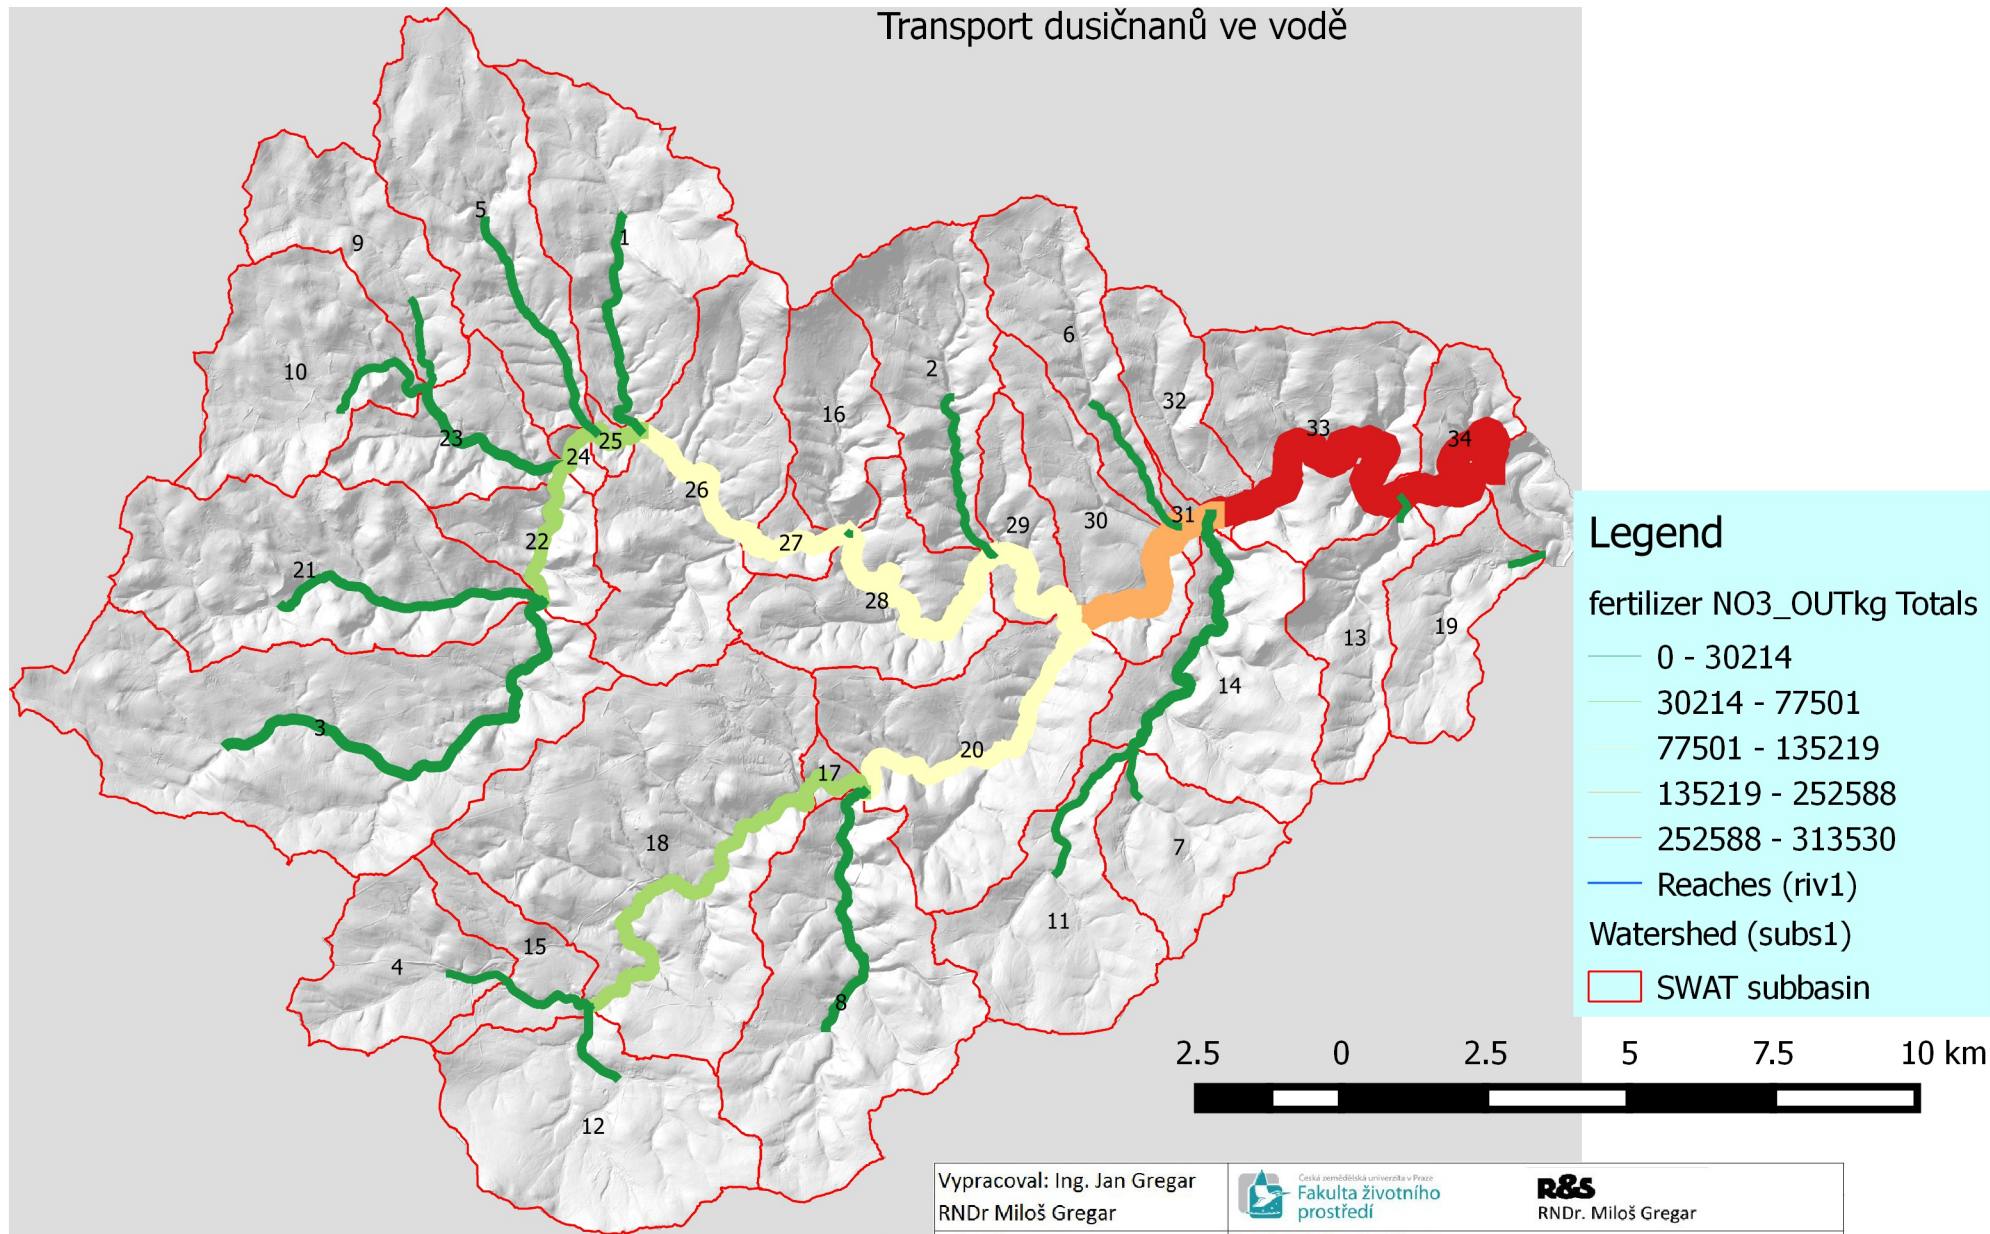 Transport dusičnanů ve vodě
5
1
9
10
2
6
32
16
23
25
24
33
34
26
29
30
31
22
27
21
28
13
19
14
3
20
17
18
7
11
15
4
8
12
Legend
fertilizer NO3_OUTkg Totals
0 - 30214
30214 - 77501
77501 - 135219
135219 - 252588
252588 - 313530
Reaches (riv1)
Watershed (subs1)
SWAT subbasin
2.5 0 2.5 5 7.5 10 km
Vypracoval: Ing. Jan Gregar
RNDr Miloš Gregar
Česká zemědělská univerzita v Praze
Fakulta životního
prostředí
R&S
RNDr. Miloš Gregar